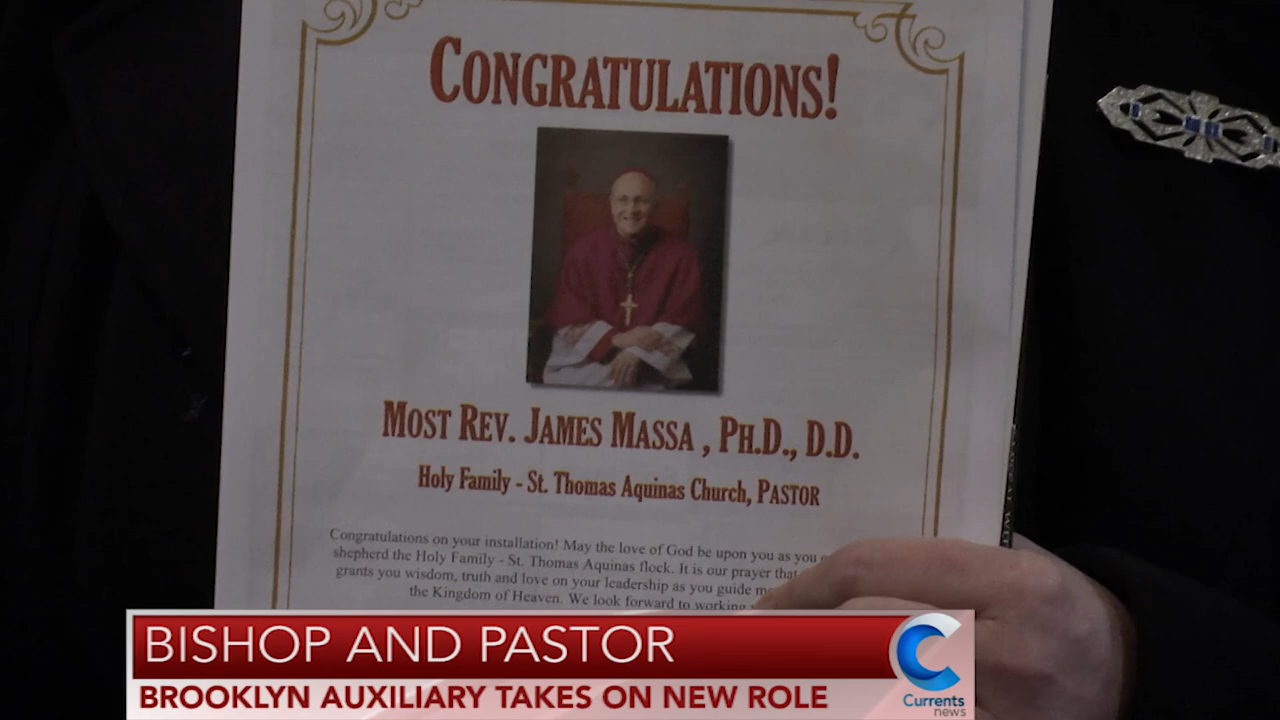 CONGRATULATIONS!
MOST REV. JAMES MASSA , PH.D., D.D.
Holy Family - St. Thomas Aquinas Church, PASTOR
Congratulations on your installation! May the love of God be upon you as you
shepherd the Holy Family - St. Thomas Aquinas flock. It is our prayer that
grants you wisdom, truth and love on your leadership as you guide
the Kingdom of Heaven. We look forward to working
BISHOP AND PASTOR
BROOKLYN AUXILIARY TAKES ON NEW ROLE
Currents
news